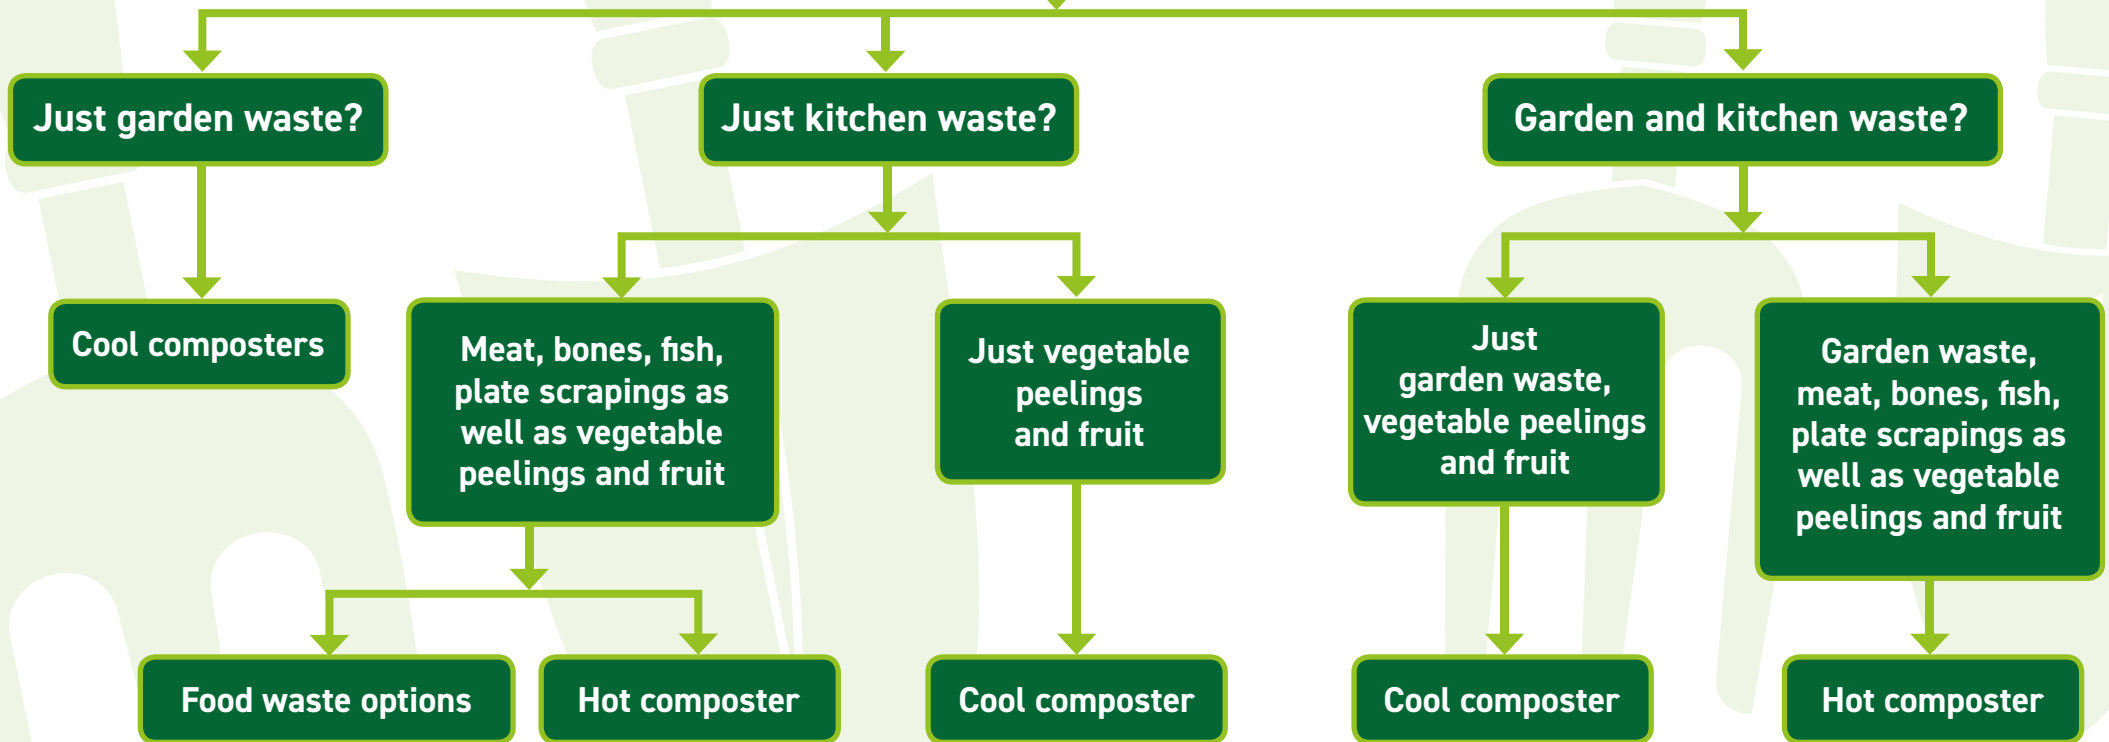 Just garden waste?
Just kitchen waste?
Garden and kitchen waste?
Cool composters
Meat, bones, fish,
plate scrapings as
well as vegetable
peelings and fruit
Just vegetable
peelings
and fruit
Just
garden waste,
vegetable peelings
and fruit
Garden waste,
meat, bones, fish,
plate scrapings as
well as vegetable
peelings and fruit
Food waste options
Hot composter
Cool composter
Cool composter
Hot composter